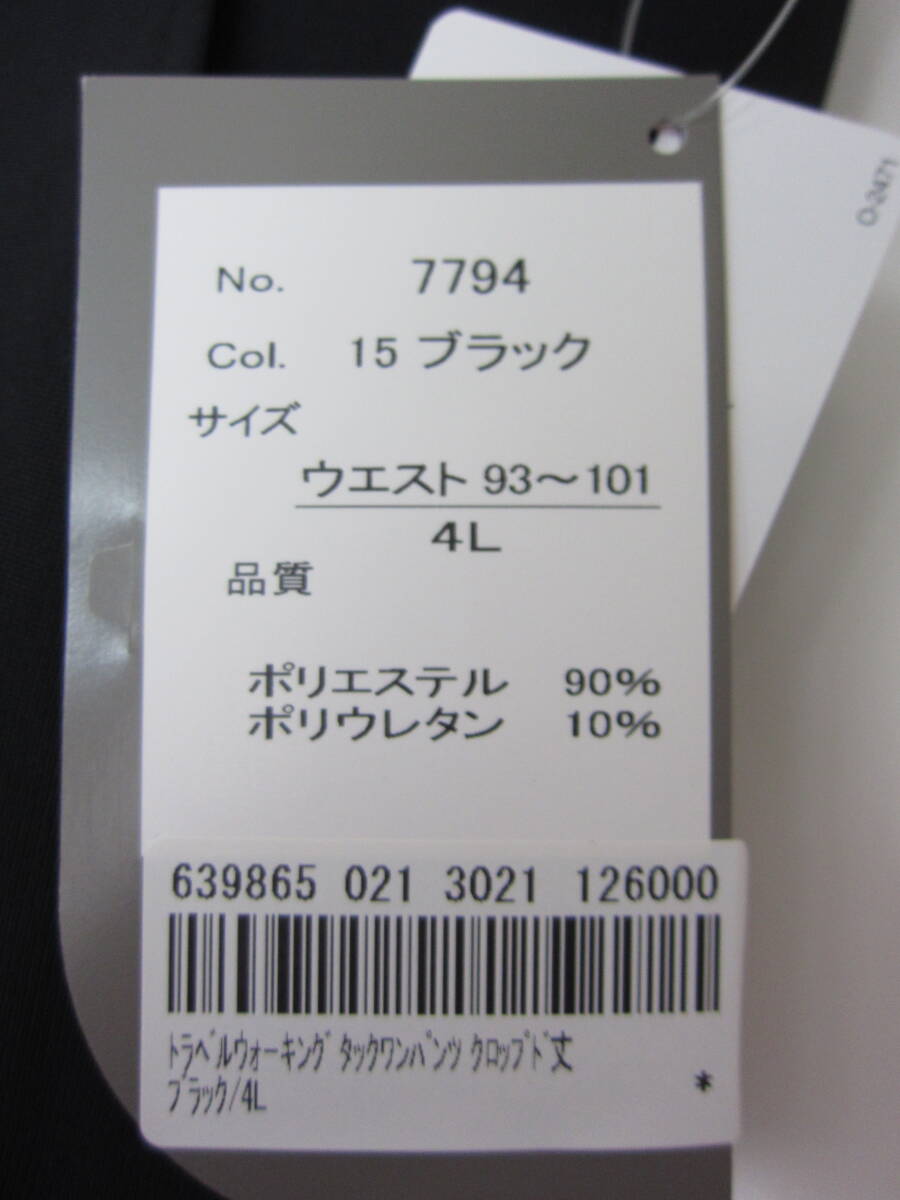 O-2471
No. 7794
Col. 15 ブラック
サイズ
ウエスト 93～101
4L
品質
ポリエステル 90%
ポリウレタン 10%
639865 021 3021 126000
ﾄﾗﾍﾞﾙｳｫｰｷﾝｸﾞ ﾀｯｸﾜﾝﾊﾟﾝﾂ ｸﾛｯﾌﾟﾄﾞ丈
ﾌﾞﾗｯｸ/4L *